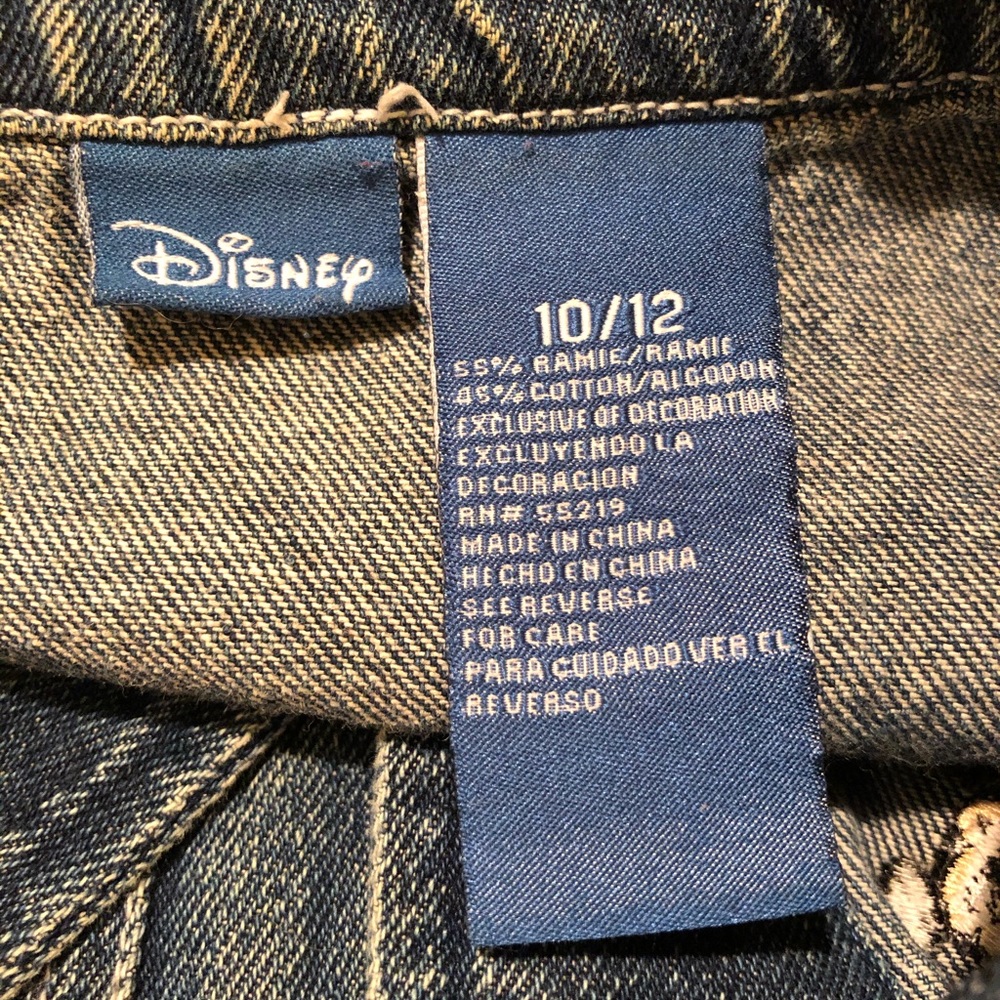 Disney
10/12
55% RAMIE/RAMIE
45% COTTON/ALGODON
EXCLUSIVE OF DECORATION
EXCLUYENDO LA
DECORACION
RN# 55219
MADE IN CHINA
HECHO EN CHINA
SEE REVERSE
FOR CARE
PARA CUIDADO VER EL
REVERSO